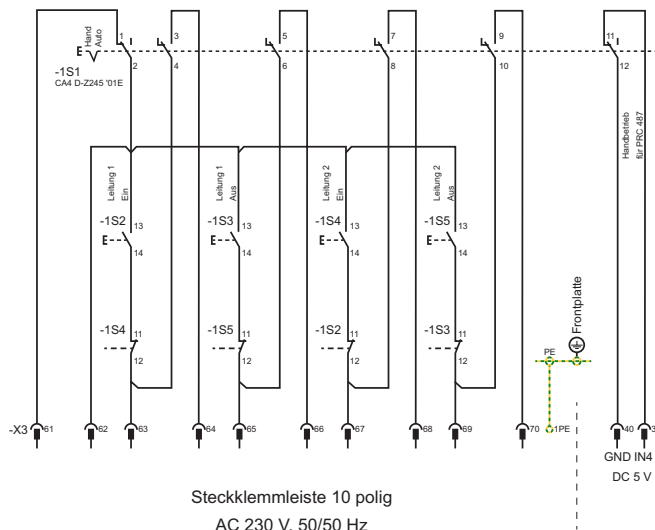 1 3 5 7 9 11
Hand
Auto
2 4 6 8 10 12
-1S1
CA4 D-Z245 '01E
Handbetrieb
für PRC 487
Leitung 1
Ein
Leitung 1
Aus
Leitung 2
Ein
Leitung 2
Aus
-1S2 13 -1S3 13 -1S4 13 -1S5 13
14 14 14 14
Frontplatte
-1S4 11 -1S5 11 -1S2 11 -1S3 11
12 12 12 12
PE
-X3 61 62 63 64 65 66 67 68 69 70 1PE 40
GND IN4
DC 5 V
Steckklemmleiste 10 polig
AC 230 V, 50/50 Hz